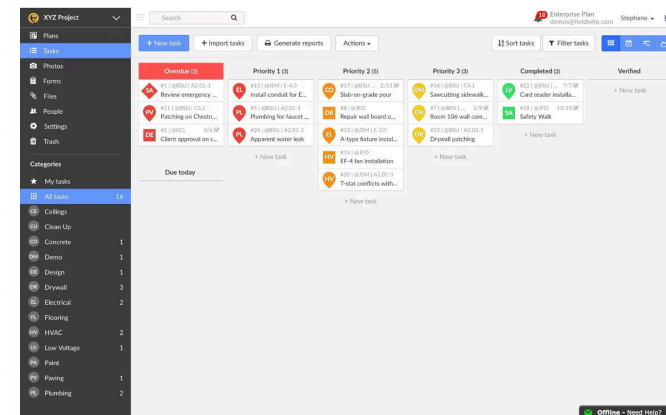 XYZ Project
Search
18
Enterprise Plan
demos@fieldwire.com
Stephane
Plans
Tasks
Photos
Forms
Files
People
Settings
Trash
Categories
My tasks
All tasks 16
CE Ceilings
CU Clean Up
CO Concrete 1
DM Demo 1
DE Design 1
DR Drywall 3
EL Electrical 2
FL Flooring
HV HVAC 2
LV Low Voltage 1
PA Paint
PV Paving 1
PL Plumbing 2
+ New task
+ Import tasks
Generate reports
Actions
Sort tasks
Filter tasks
Overdue (3)
SA #1 | @BSU | A2.01-1
Review emergency ...
PV #11 | @BSU | C5.1
Patching on Chestn...
DE #2 | @HCL 0/6
Client approval on c...
Due today
Priority 1 (3)
EL #15 | @JSM | E-4.0
Install conduit for E...
PL #5 | @BSU | A2.01-1
Plumbing for faucet ...
PL #24 | @BSU | A2.01-2
Apparent water leak
+ New task
Priority 2 (5)
CO #17 | @BSU ... 2/13
Slab-on-grade pour
DR #6 | @JFO
Repair wall board o...
EL #13 | @JSM | E-3.0
A-type fixture instal...
HV #16 | @JFO
EF-4 fan installation
HV #20 | @JSM | A2.01-1
T-stat conflicts with...
+ New task
Priority 3 (3)
DM #14 | @BSU | C4.1
Sawcutting sidewalk...
DR #7 | @BEN | ... 3/9
Room 106 wall com...
DR #23 | @BSU | A2.03-1
Drywall patching
+ New task
Completed (2)
LV #22 | @BSU | ... 7/7
Card reader installa...
SA #18 | @JFO 13/15
Safety Walk
+ New task
Verified
+ New task
Offline - Need Help?